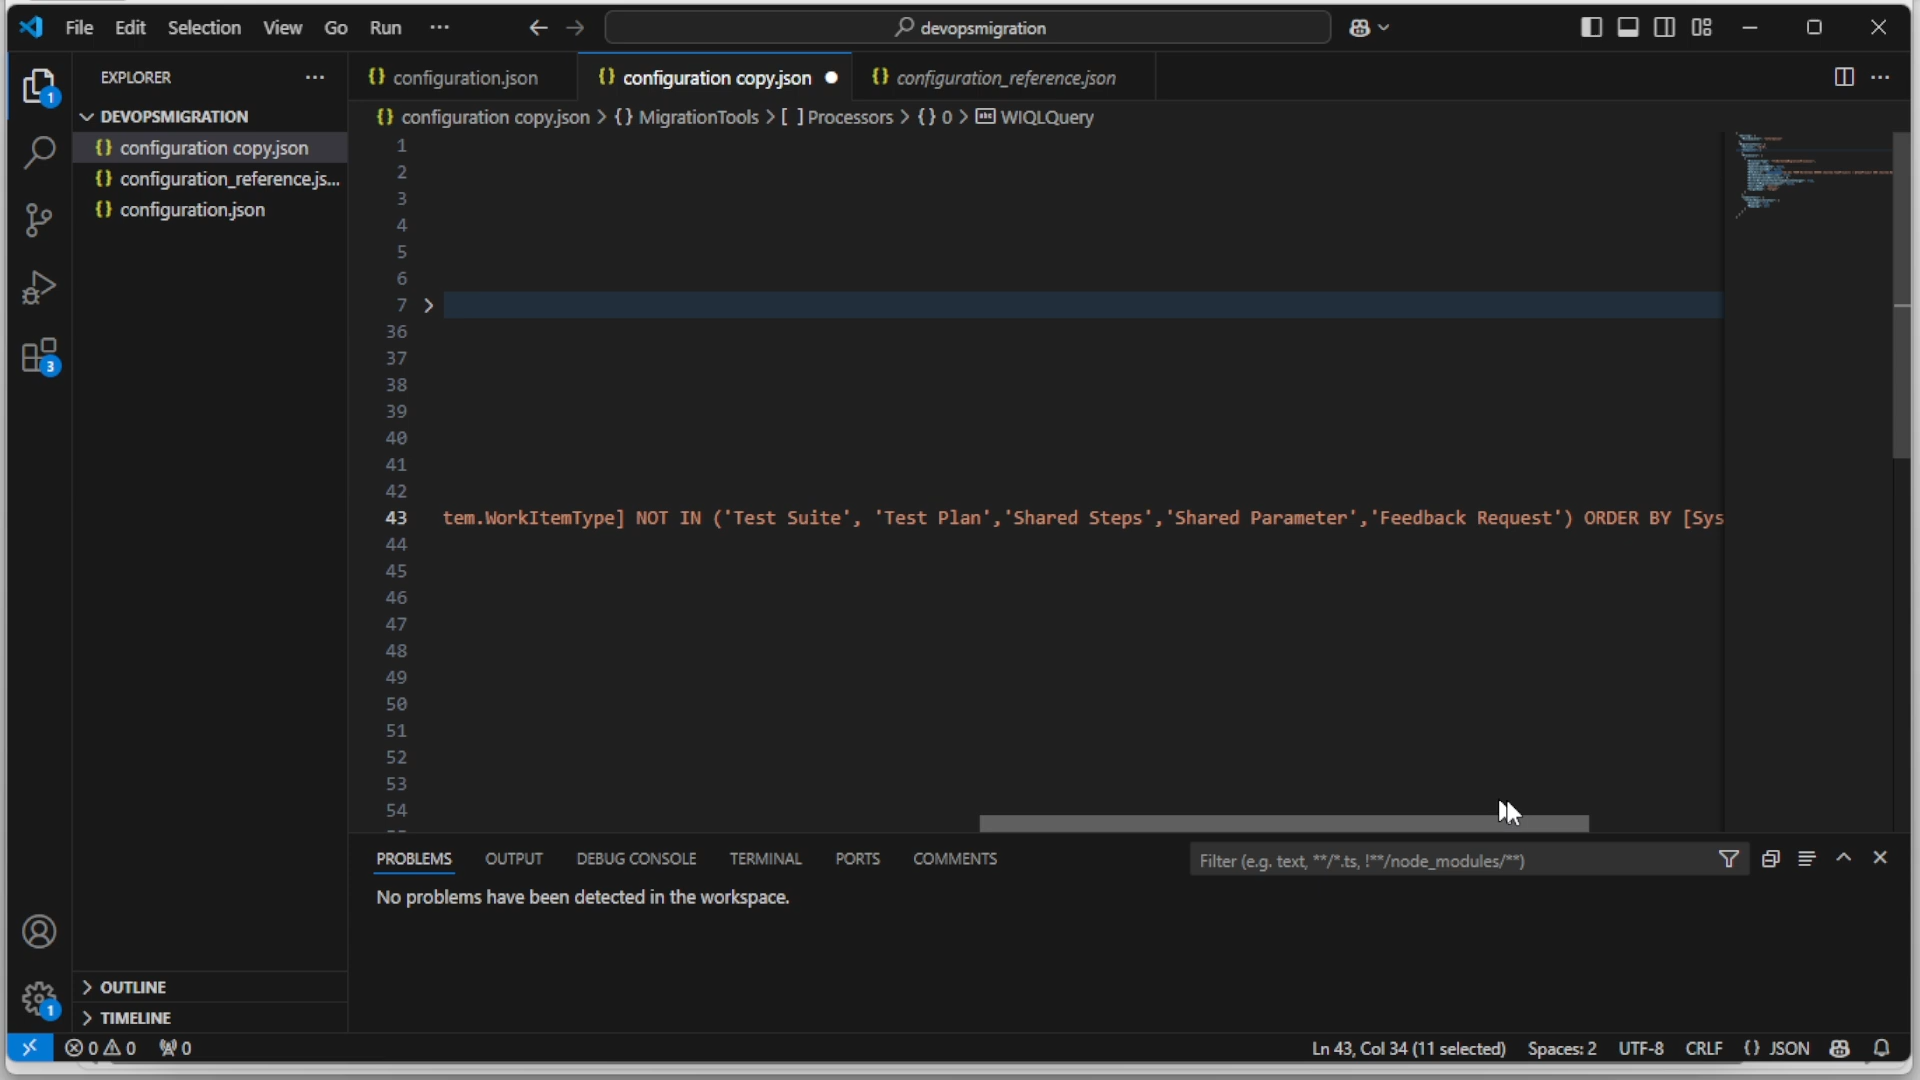 File Edit Selection View Go Run ··· devopsmigration
EXPLORER ···
configuration.json configuration copy.json configuration_reference.json
DEVOPSMIGRATION
configuration copy.json > {} MigrationTools > [ ] Processors > {} 0 > WIQLQuery
{} configuration copy.json
{} configuration_reference.js...
{} configuration.json
1
2
3
4
5
6
7
36
37
38
39
40
41
42
43 tem.WorkItemType] NOT IN ('Test Suite', 'Test Plan','Shared Steps','Shared Parameter','Feedback Request') ORDER BY [Sys
44
45
46
47
48
49
50
51
52
53
54
1
3
PROBLEMS OUTPUT DEBUG CONSOLE TERMINAL PORTS COMMENTS Filter (e.g. text, **/*.ts, !**/node_modules/**)
No problems have been detected in the workspace.
OUTLINE
TIMELINE
1
0 0 0 Ln 43, Col 34 (11 selected) Spaces: 2 UTF-8 CRLF {} JSON